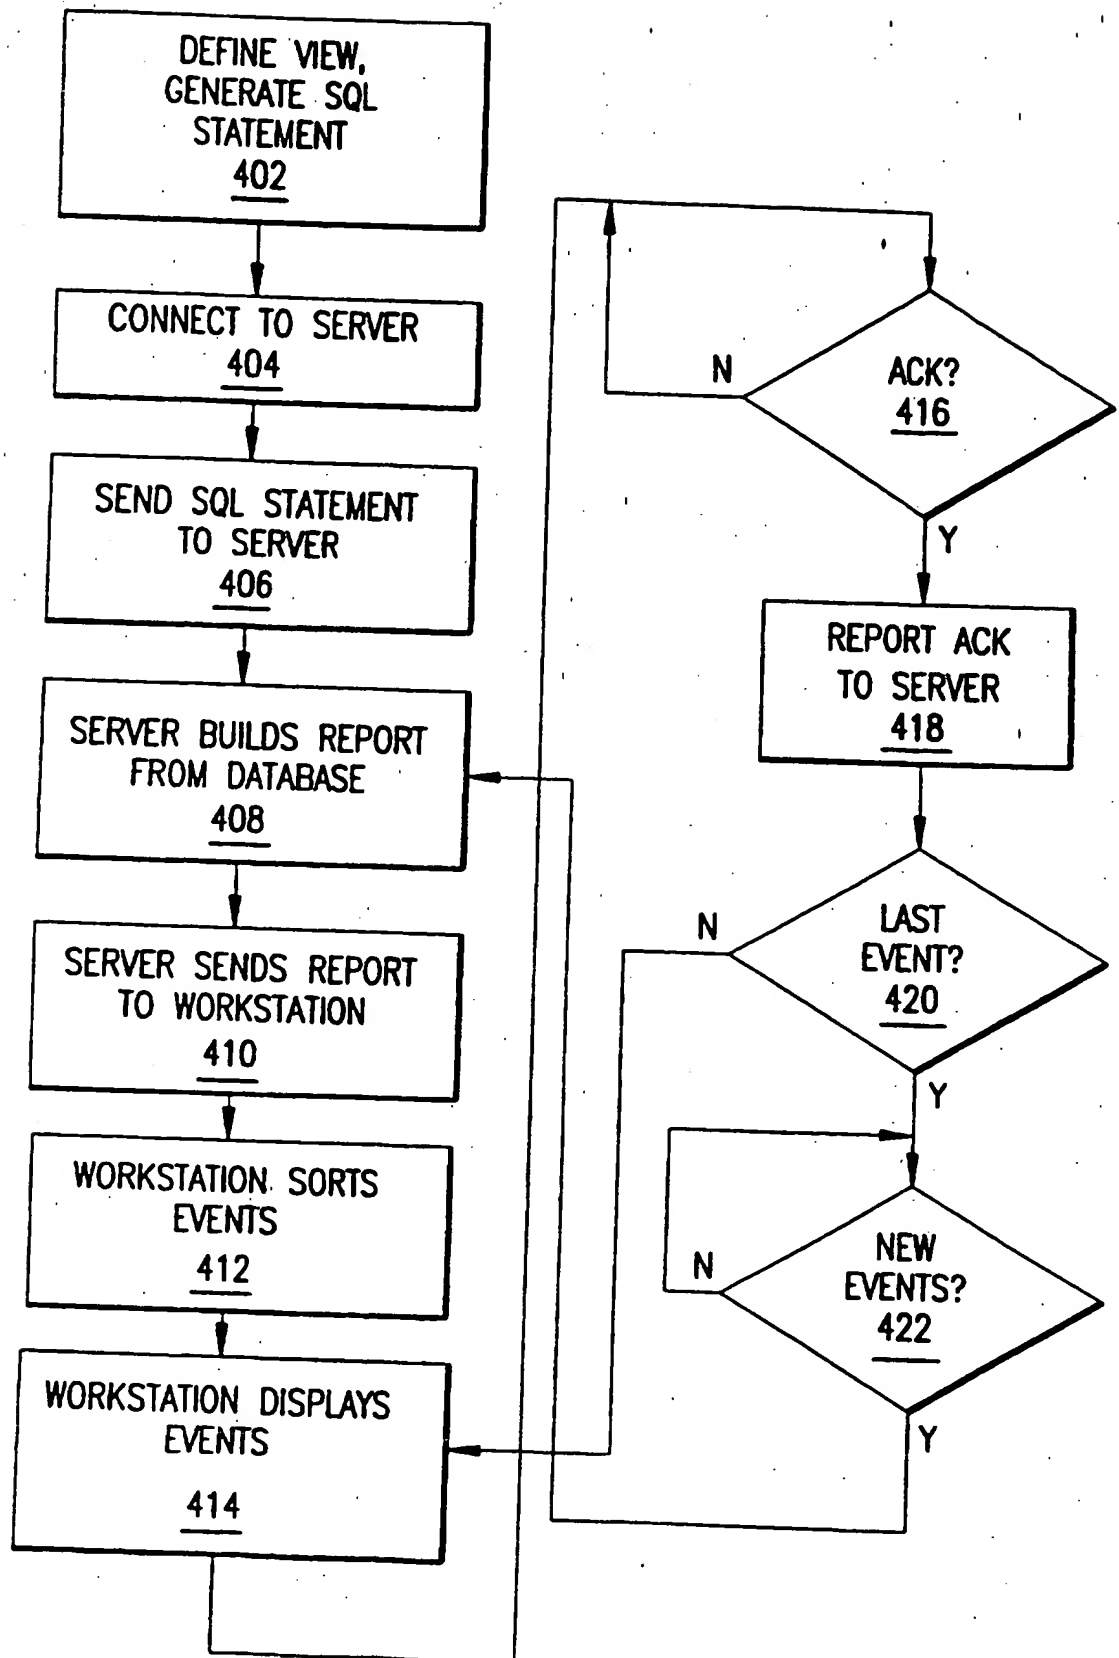 DEFINE VIEW,
GENERATE SQL
STATEMENT
402
CONNECT TO SERVER
404
SEND SQL STATEMENT
TO SERVER
406
SERVER BUILDS REPORT
FROM DATABASE
408
SERVER SENDS REPORT
TO WORKSTATION
410
WORKSTATION SORTS
EVENTS
412
WORKSTATION DISPLAYS
EVENTS
414
N
ACK?
416
Y
REPORT ACK
TO SERVER
418
N
LAST
EVENT?
420
Y
N
NEW
EVENTS?
422
Y